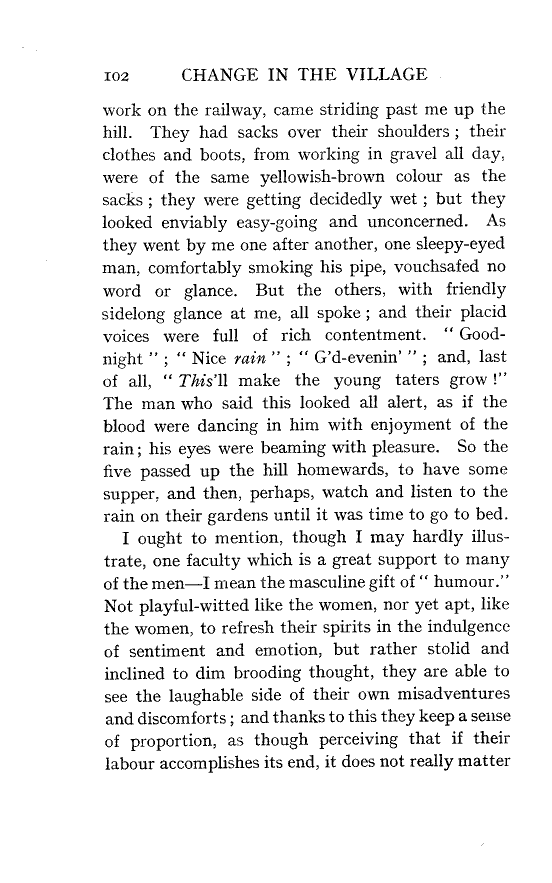 102 CHANGE IN THE VILLAGE
work on the railway, came striding past me up the
hill. They had sacks over their shoulders ; their
clothes and boots, from working in gravel all day,
were of the same yellowish-brown colour as the
sacks ; they were getting decidedly wet ; but they
looked enviably easy-going and unconcerned. As
they went by me one after another, one sleepy-eyed
man, comfortably smoking his pipe, vouchsafed no
word or glance. But the others, with friendly
sidelong glance at me, all spoke ; and their placid
voices were full of rich contentment. “ Good-
night ” ; “ Nice rain ” ; “ G’d-evenin’ ” ; and, last
of all, “ This’ll make the young taters grow !”
The man who said this looked all alert, as if the
blood were dancing in him with enjoyment of the
rain ; his eyes were beaming with pleasure. So the
five passed up the hill homewards, to have some
supper, and then, perhaps, watch and listen to the
rain on their gardens until it was time to go to bed.
I ought to mention, though I may hardly illus-
trate, one faculty which is a great support to many
of the men—I mean the masculine gift of “ humour.”
Not playful-witted like the women, nor yet apt, like
the women, to refresh their spirits in the indulgence
of sentiment and emotion, but rather stolid and
inclined to dim brooding thought, they are able to
see the laughable side of their own misadventures
and discomforts ; and thanks to this they keep a sense
of proportion, as though perceiving that if their
labour accomplishes its end, it does not really matter